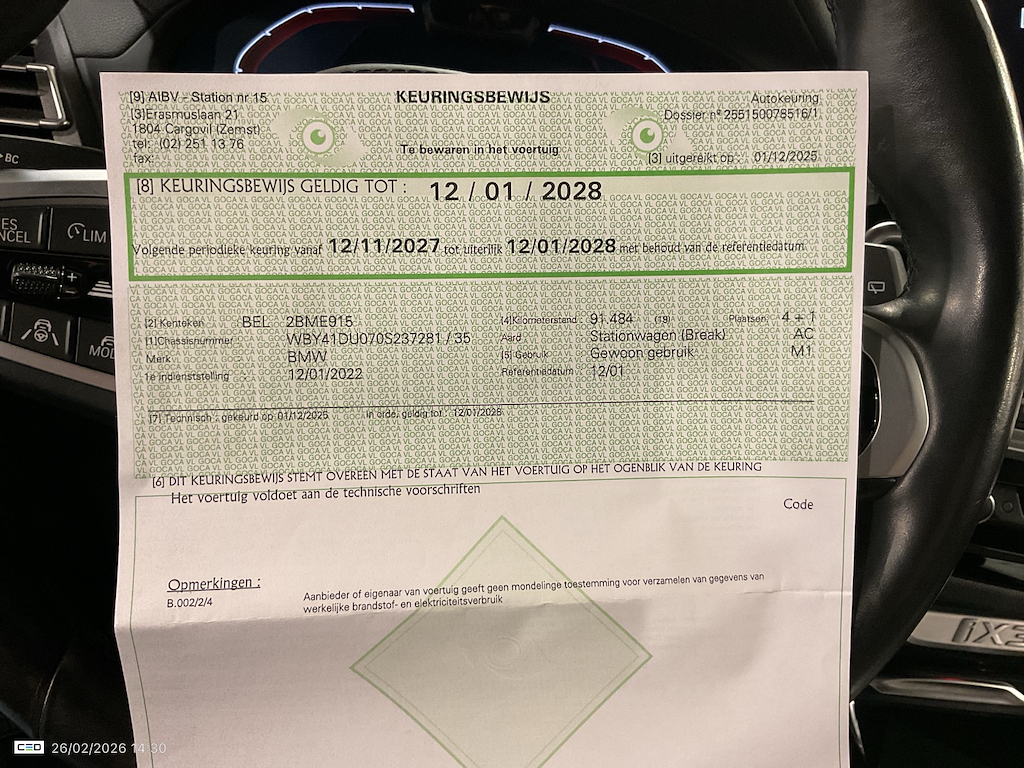 [9] AIBV - Station nr 15
KEURINGSBEWIJS
Autokeuring
[3]Erasmuslaan 21
Dossier nº 255150078516/1
1804 Cargovil (Zemst)
tel: (02) 251 13 76
Te bewaren in het voertuig
fax:
[3] uitgereikt op : 01/12/2025
[8] KEURINGSBEWIJS GELDIG TOT : 12 / 01 / 2028
Volgende periodieke keuring vanaf 12/11/2027 tot uiterlijk 12/01/2028 met behoud van de referentiedatum
[2] Kenteken BEL 2BME915
[4]Kilometerstand : 91 484 (19) Plaatsen: 4 + 1
[1]Chassisnummer WBY41DU070S237281 / 35
Aard : Stationwagen (Break) AC
Merk BMW
[5] Gebruik : Gewoon gebruik M1
1e indienststelling : 12/01/2022
Referentiedatum : 12/01
[7] Technisch : gekeurd op 01/12/2025 In orde, geldig tot : 12/01/2028
[6] DIT KEURINGSBEWIJS STEMT OVEREEN MET DE STAAT VAN HET VOERTUIG OP HET OGENBLIK VAN DE KEURING
Het voertuig voldoet aan de technische voorschriften
Code
Opmerkingen :
B.002/2/4
Aanbieder of eigenaar van voertuig geeft geen mondelinge toestemming voor verzamelen van gegevens van
werkelijke brandstof- en elektriciteitsverbruik
BC
LIM
iX3
CEO 26/02/2026 14:30